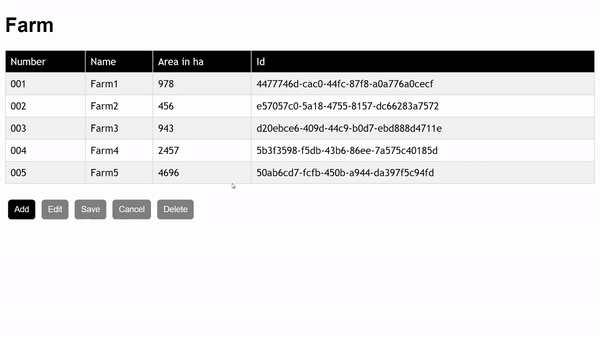 Farm
Number Name Area in ha Id
001 Farm1 978 4477746d-cac0-44fc-87f8-a0a776a0cecf
002 Farm2 456 e57057c0-5a18-4755-8157-dc66283a7572
003 Farm3 943 d20ebce6-409d-44c9-b0d7-ebd888d4711e
004 Farm4 2457 5b3f3598-f5db-43b6-86ee-7a575c40185d
005 Farm5 4696 50ab6cd7-fcfb-450b-a944-da397f5c94fd
Add Edit Save Cancel Delete